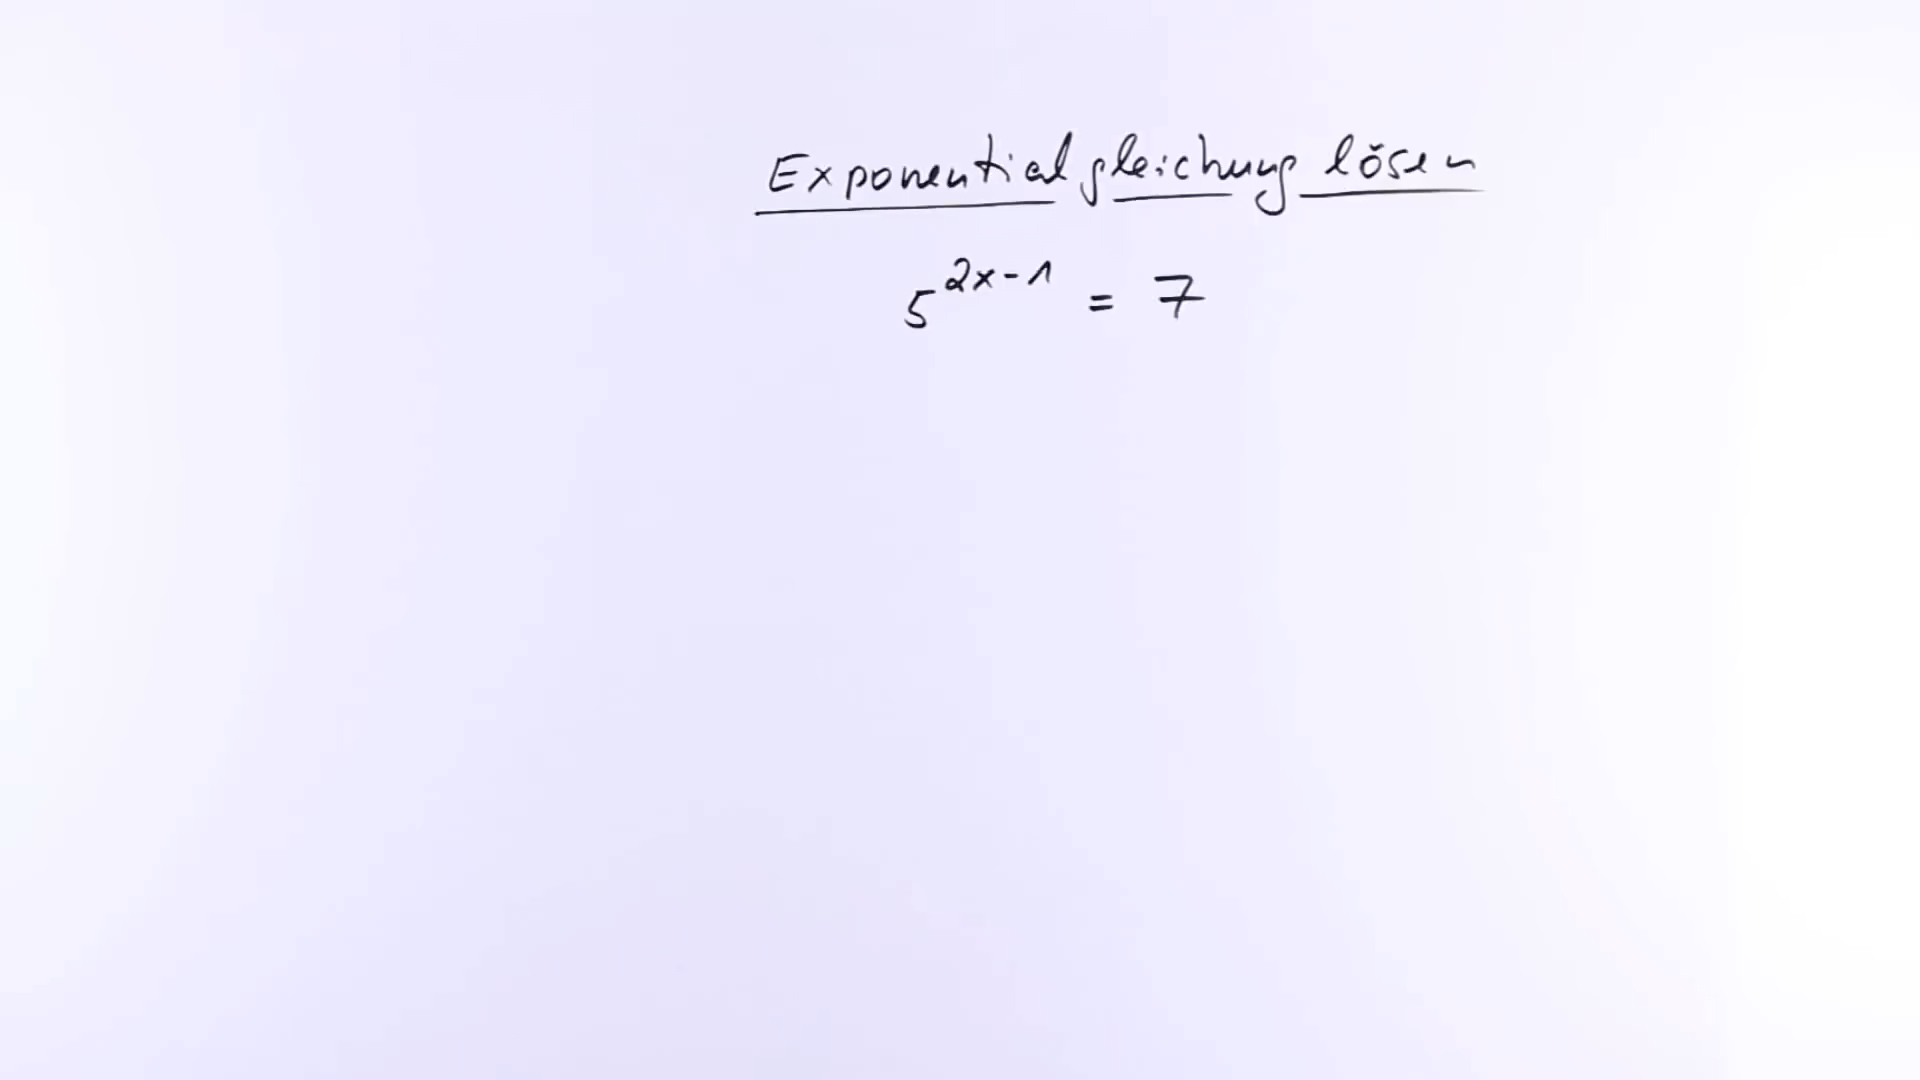 Exponentialgleichung lösen
5^{2x-1} = 7